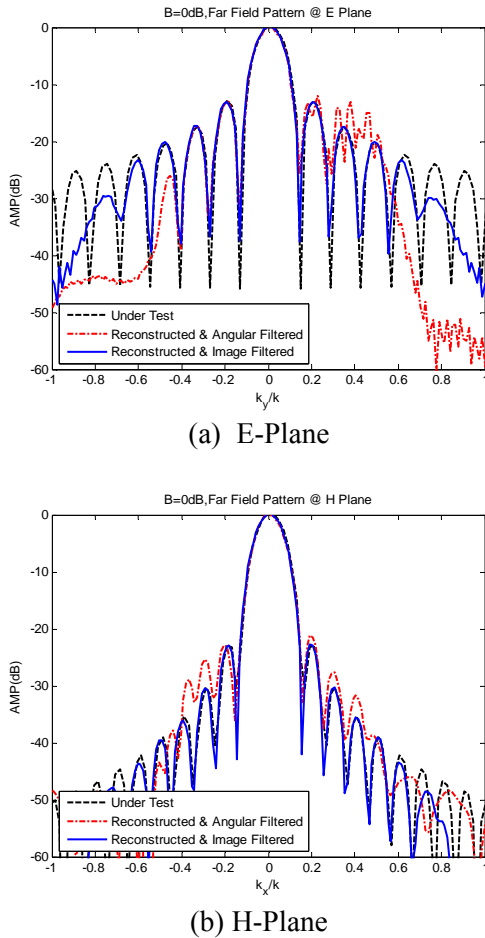 B=0dB,Far Field Pattern @ E Plane
0
-10
-20
-30
-40
-50
-60
AMP(dB)
Under Test
Reconstructed & Angular Filtered
Reconstructed & Image Filtered
-1 -0.8 -0.6 -0.4 -0.2 0 0.2 0.4 0.6 0.8 1
k_y/k
(a) E-Plane
B=0dB,Far Field Pattern @ H Plane
0
-10
-20
-30
-40
-50
-60
AMP(dB)
Under Test
Reconstructed & Angular Filtered
Reconstructed & Image Filtered
-1 -0.8 -0.6 -0.4 -0.2 0 0.2 0.4 0.6 0.8 1
k_x/k
(b) H-Plane